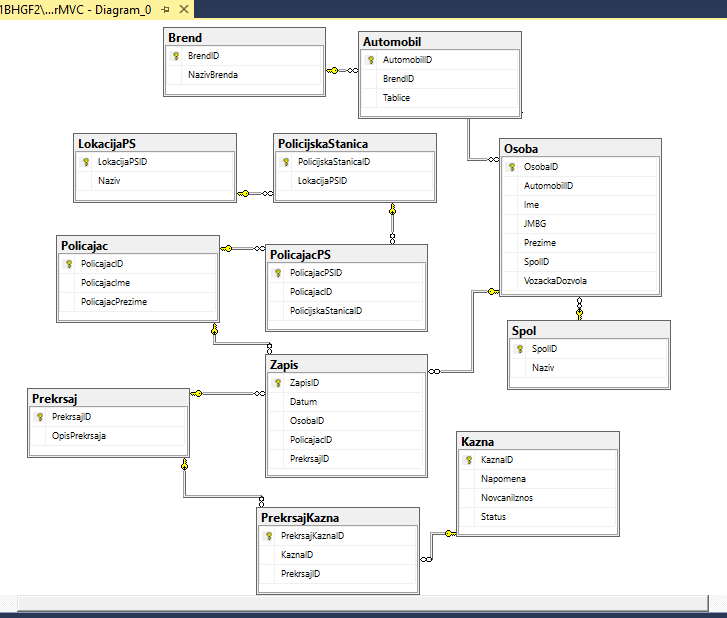 1BHGF2\...rMVC - Diagram_0
Brend
BrendID
NazivBrenda
Automobil
AutomobilID
BrendID
Tablice
LokacijaPS
LokacijaPSID
Naziv
PolicijskaStanica
PolicijskaStanicaID
LokacijaPSID
Osoba
OsobaID
AutomobilID
Ime
JMBG
Prezime
SpolID
VozackaDozvola
Policajac
PolicajacID
PolicajacIme
PolicajacPrezime
PolicajacPS
PolicajacPSID
PolicajacID
PolicijskaStanicaID
Spol
SpolID
Naziv
Zapis
ZapisID
Datum
OsobaID
PolicajacID
PrekrsajID
Prekrsaj
PrekrsajID
OpisPrekrsaja
Kazna
KaznaID
Napomena
NovcaniIznos
Status
PrekrsajKazna
PrekrsajKaznaID
KaznaID
PrekrsajID